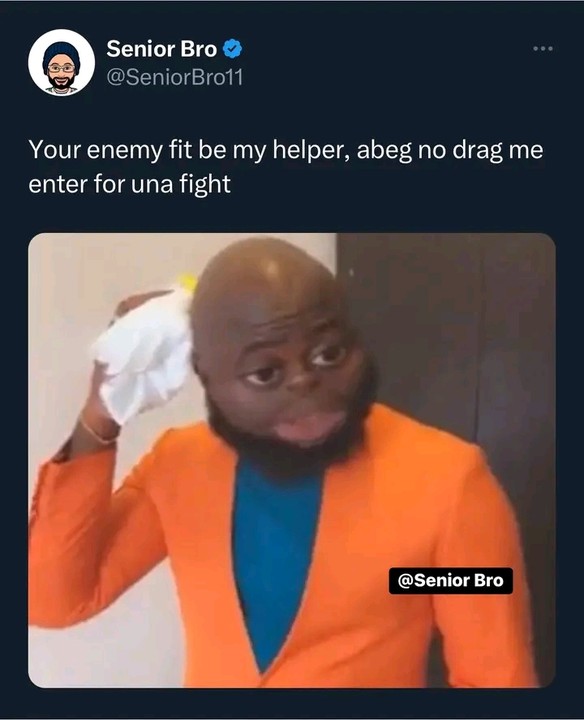 Senior Bro
@SeniorBro11
Your enemy fit be my helper, abeg no drag me
enter for una fight
@Senior Bro